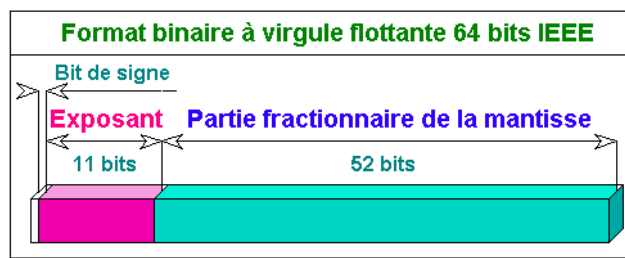 Format binaire à virgule flottante 64 bits IEEE
Bit de signe
Exposant Partie fractionnaire de la mantisse
11 bits 52 bits